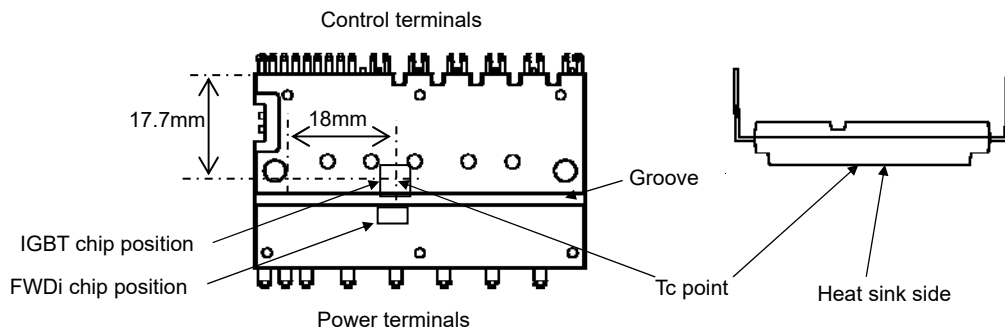 Control terminals
17.7mm
18mm
Groove
IGBT chip position
FWDi chip position
Tc point
Heat sink side
Power terminals